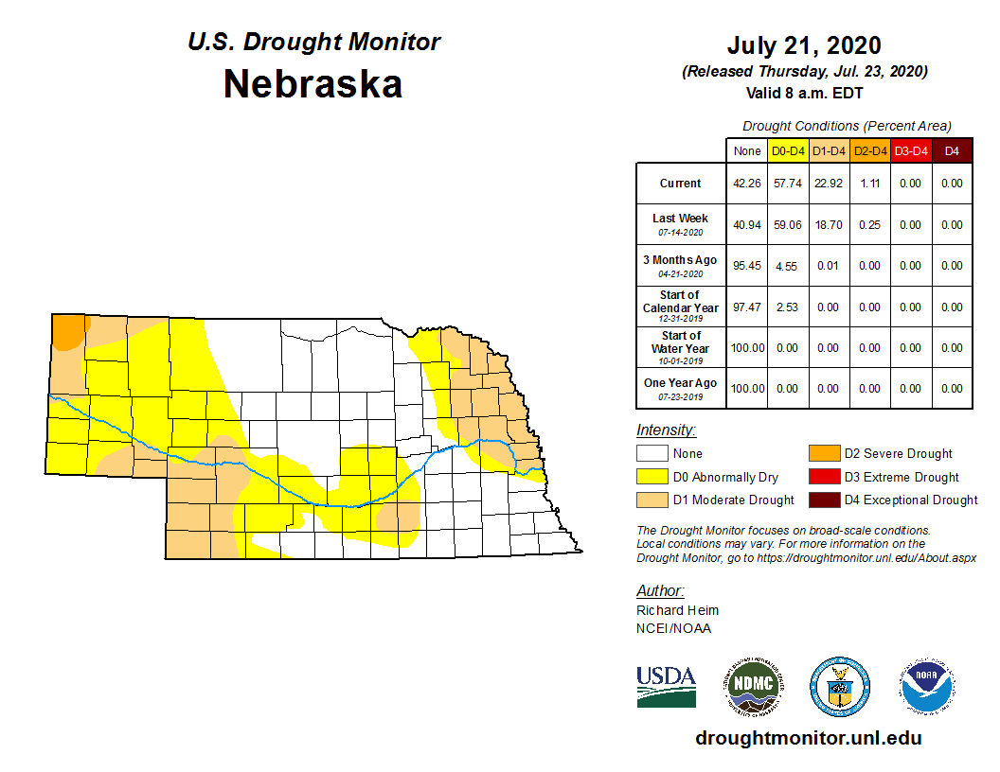 U.S. Drought Monitor
Nebraska
July 21, 2020
(Released Thursday, Jul. 23, 2020)
Valid 8 a.m. EDT
Drought Conditions (Percent Area)
None D0-D4 D1-D4 D2-D4 D3-D4 D4
Current 42.26 57.74 22.92 1.11 0.00 0.00
Last Week
07-14-2020 40.94 59.06 18.70 0.25 0.00 0.00
3 Months Ago
04-21-2020 95.45 4.55 0.01 0.00 0.00 0.00
Start of
Calendar Year
12-31-2019 97.47 2.53 0.00 0.00 0.00 0.00
Start of
Water Year
10-01-2019 100.00 0.00 0.00 0.00 0.00 0.00
One Year Ago
07-23-2019 100.00 0.00 0.00 0.00 0.00 0.00
Intensity:
None
D0 Abnormally Dry
D1 Moderate Drought
D2 Severe Drought
D3 Extreme Drought
D4 Exceptional Drought
The Drought Monitor focuses on broad-scale conditions.
Local conditions may vary. For more information on the
Drought Monitor, go to https://droughtmonitor.unl.edu/About.aspx
Author:
Richard Heim
NCEI/NOAA
USDA
NDMC
NOAA
droughtmonitor.unl.edu